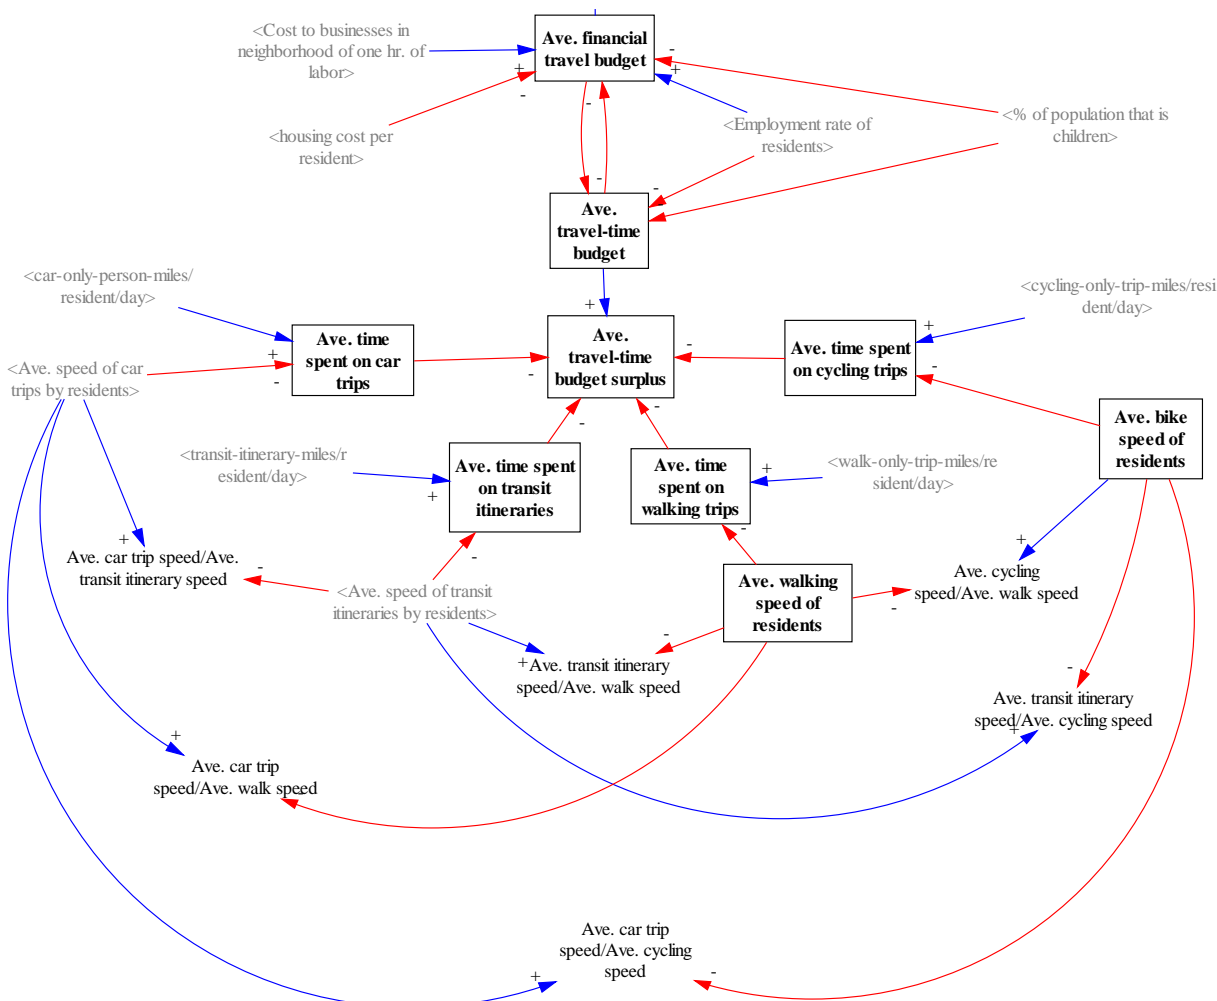 <Cost to businesses in
neighborhood of one hr. of
labor>
Ave. financial
travel budget
-
+
+
-
-
<housing cost per
resident>
<Employment rate of
residents>
<% of population that is
children>
-
-
-
Ave.
travel-time
budget
<car-only-person-miles/
resident/day>
<cycling-only-trip-miles/resi
dent/day>
+
Ave. time
spent on car
trips
Ave.
travel-time
budget surplus
Ave. time spent
on cycling trips
+
-
+
-
-
-
<Ave. speed of car
trips by residents>
-
-
Ave. bike
speed of
residents
<transit-itinerary-miles/r
esident/day>
+
Ave. time spent
on transit
itineraries
Ave. time
spent on
walking trips
+
<walk-only-trip-miles/re
sident/day>
-
-
+
+
Ave. car trip speed/Ave.
transit itinerary speed
-
<Ave. speed of transit
itineraries by residents>
Ave. walking
speed of
residents
Ave. cycling
speed/Ave. walk speed
-
-
+
Ave. transit itinerary
speed/Ave. walk speed
-
Ave. transit itinerary
speed/Ave. cycling speed
+
+
Ave. car trip
speed/Ave. walk speed
-
Ave. car trip
speed/Ave. cycling
speed
+
-